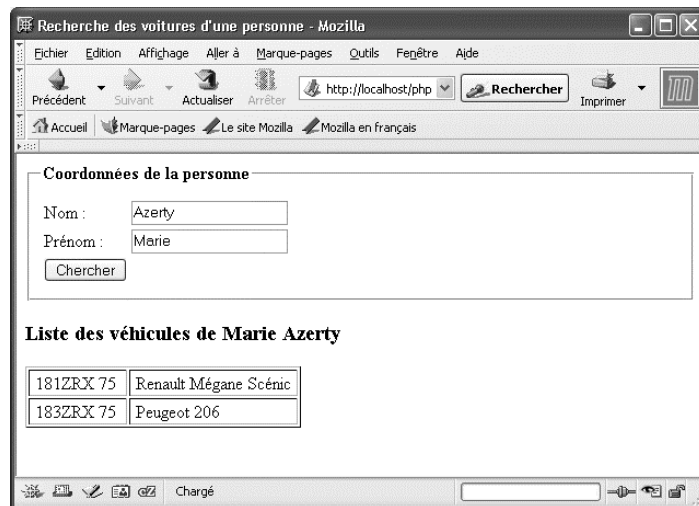 Recherche des voitures d'une personne - Mozilla
Fichier Edition Affichage Aller à Marque-pages Outils Fenêtre Aide
Précédent Suivant Actualiser Arrêter http://localhost/php Rechercher Imprimer
Accueil Marque-pages Le site Mozilla Mozilla en français
Coordonnées de la personne
Nom : Azerty
Prénom : Marie
Chercher
Liste des véhicules de Marie Azerty
181ZRX 75 Renault Mégane Scénic
183ZRX 75 Peugeot 206
Chargé